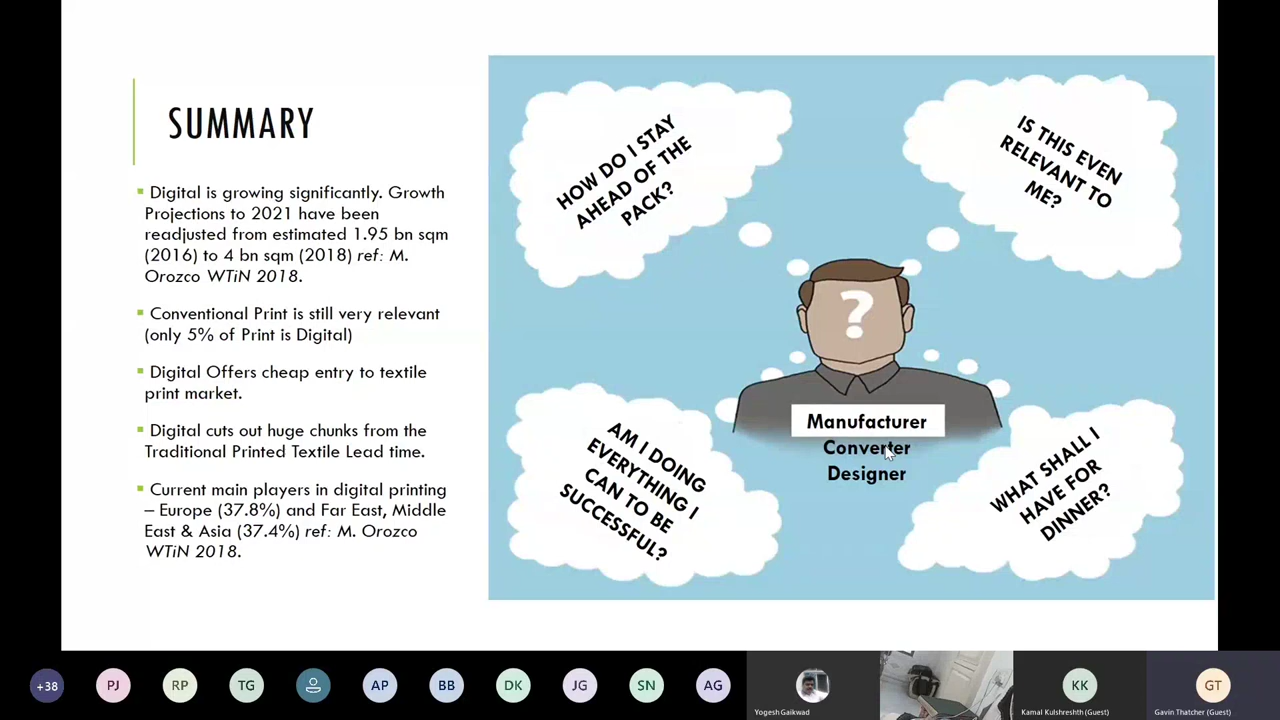 SUMMARY
▪ Digital is growing significantly. Growth
Projections to 2021 have been
readjusted from estimated 1.95 bn sqm
(2016) to 4 bn sqm (2018) ref: M.
Orozco WTiN 2018.
▪ Conventional Print is still very relevant
(only 5% of Print is Digital)
▪ Digital Offers cheap entry to textile
print market.
▪ Digital cuts out huge chunks from the
Traditional Printed Textile Lead time.
▪ Current main players in digital printing
– Europe (37.8%) and Far East, Middle
East & Asia (37.4%) ref: M. Orozco
WTiN 2018.
HOW DO I STAY
AHEAD OF THE
PACK?
IS THIS EVEN
RELEVANT TO
ME?
?
AM I DOING
EVERYTHING I
CAN TO BE
SUCCESSFUL?
WHAT SHALL I
HAVE FOR
DINNER?
Manufacturer
Converter
Designer
+38
PJ
RP
TG
AP
BB
DK
JG
SN
AG
Yogesh Gaikwad
KK
Kamal Kulshreshth (Guest)
GT
Gavin Thatcher (Guest)